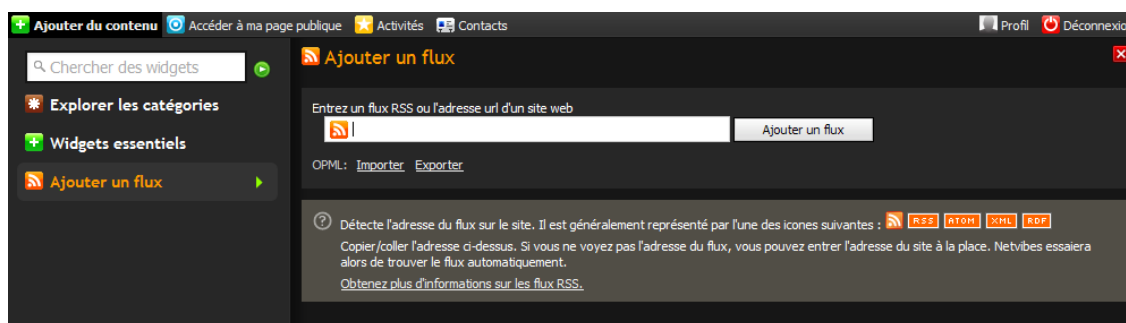 Ajouter du contenu Accéder à ma page publique Activités Contacts Profil Déconnexio
Chercher des widgets
Explorer les catégories
Widgets essentiels
Ajouter un flux
Ajouter un flux
Entrez un flux RSS ou l'adresse url d'un site web
Ajouter un flux
OPML: Importer Exporter
Détecte l'adresse du flux sur le site. Il est généralement représenté par l'une des icones suivantes : RSS ATOM XML RDF
Copier/coller l'adresse ci-dessus. Si vous ne voyez pas l'adresse du flux, vous pouvez entrer l'adresse du site à la place. Netvibes essaiera
alors de trouver le flux automatiquement.
Obtenez plus d'informations sur les flux RSS.